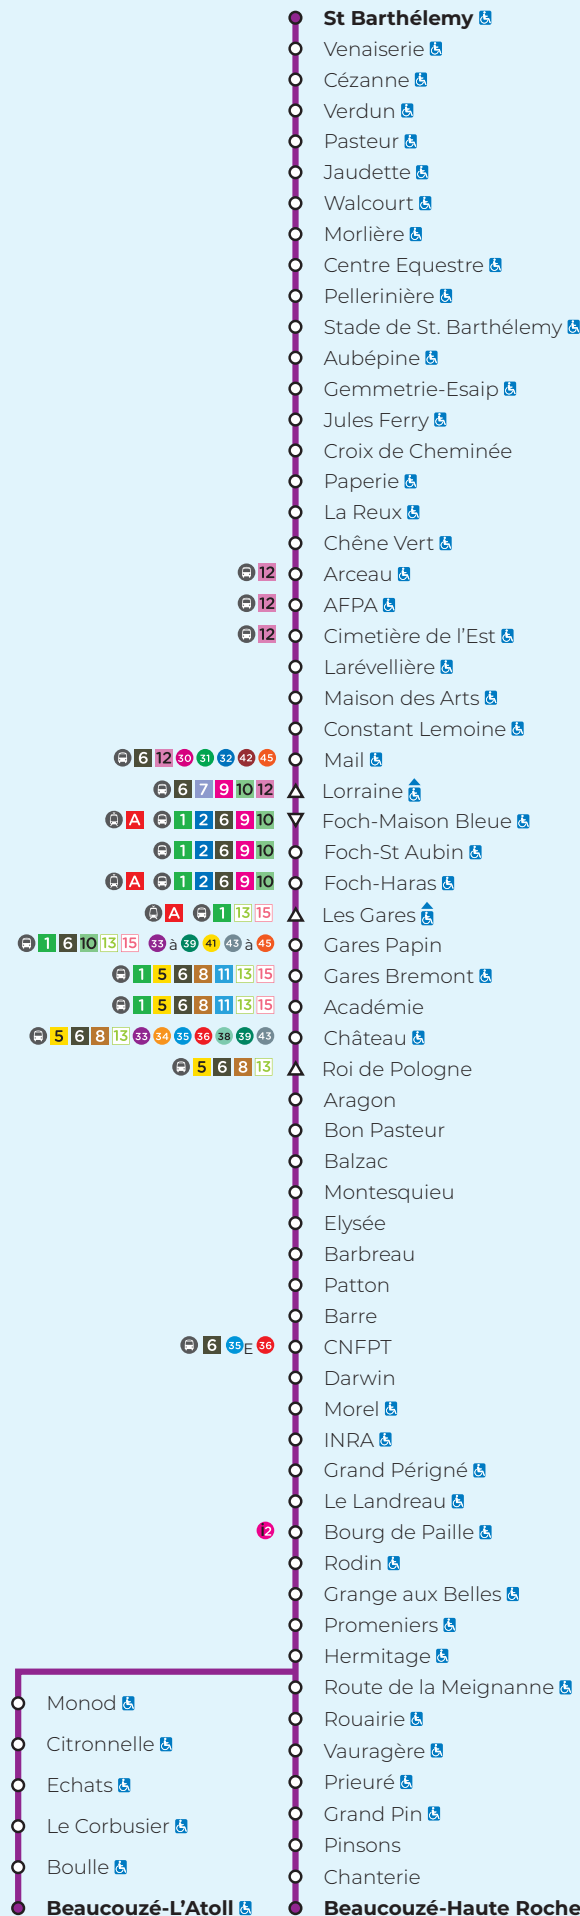 St Barthélemy
Venaiserie
Cézanne
Verdun
Pasteur
Jaudette
Walcourt
Morlière
Centre Equestre
Pellerinière
Stade de St. Barthélemy
Aubépine
Gemmetrie-Esaip
Jules Ferry
Croix de Cheminée
Paperie
La Reux
Chêne Vert
12 Arceau
12 AFPA
12 Cimetière de l'Est
Larévellière
Maison des Arts
Constant Lemoine
6 12 30 31 32 42 45 Mail
6 7 9 10 12 Lorraine
A 1 2 6 9 10 Foch-Maison Bleue
1 2 6 9 10 Foch-St Aubin
A 1 2 6 9 10 Foch-Haras
A 1 13 15 Les Gares
1 6 10 13 15 33 à 39 41 43 à 45 Gares Papin
1 5 6 8 11 13 15 Gares Bremont
1 5 6 8 11 13 15 Académie
5 6 8 13 33 34 35 36 38 39 43 Château
5 6 8 13 Roi de Pologne
Aragon
Bon Pasteur
Balzac
Montesquieu
Elysée
Barbreau
Patton
Barre
6 35E 36 CNFPT
Darwin
Morel
INRA
Grand Périgné
Le Landreau
i2 Bourg de Paille
Rodin
Grange aux Belles
Promeniers
Hermitage
Route de la Meignanne
Rouairie
Vauragère
Prieuré
Grand Pin
Pinsons
Chanterie
Beaucouzé-Haute Roche
Monod
Citronnelle
Echats
Le Corbusier
Boulle
Beaucouzé-L'Atoll